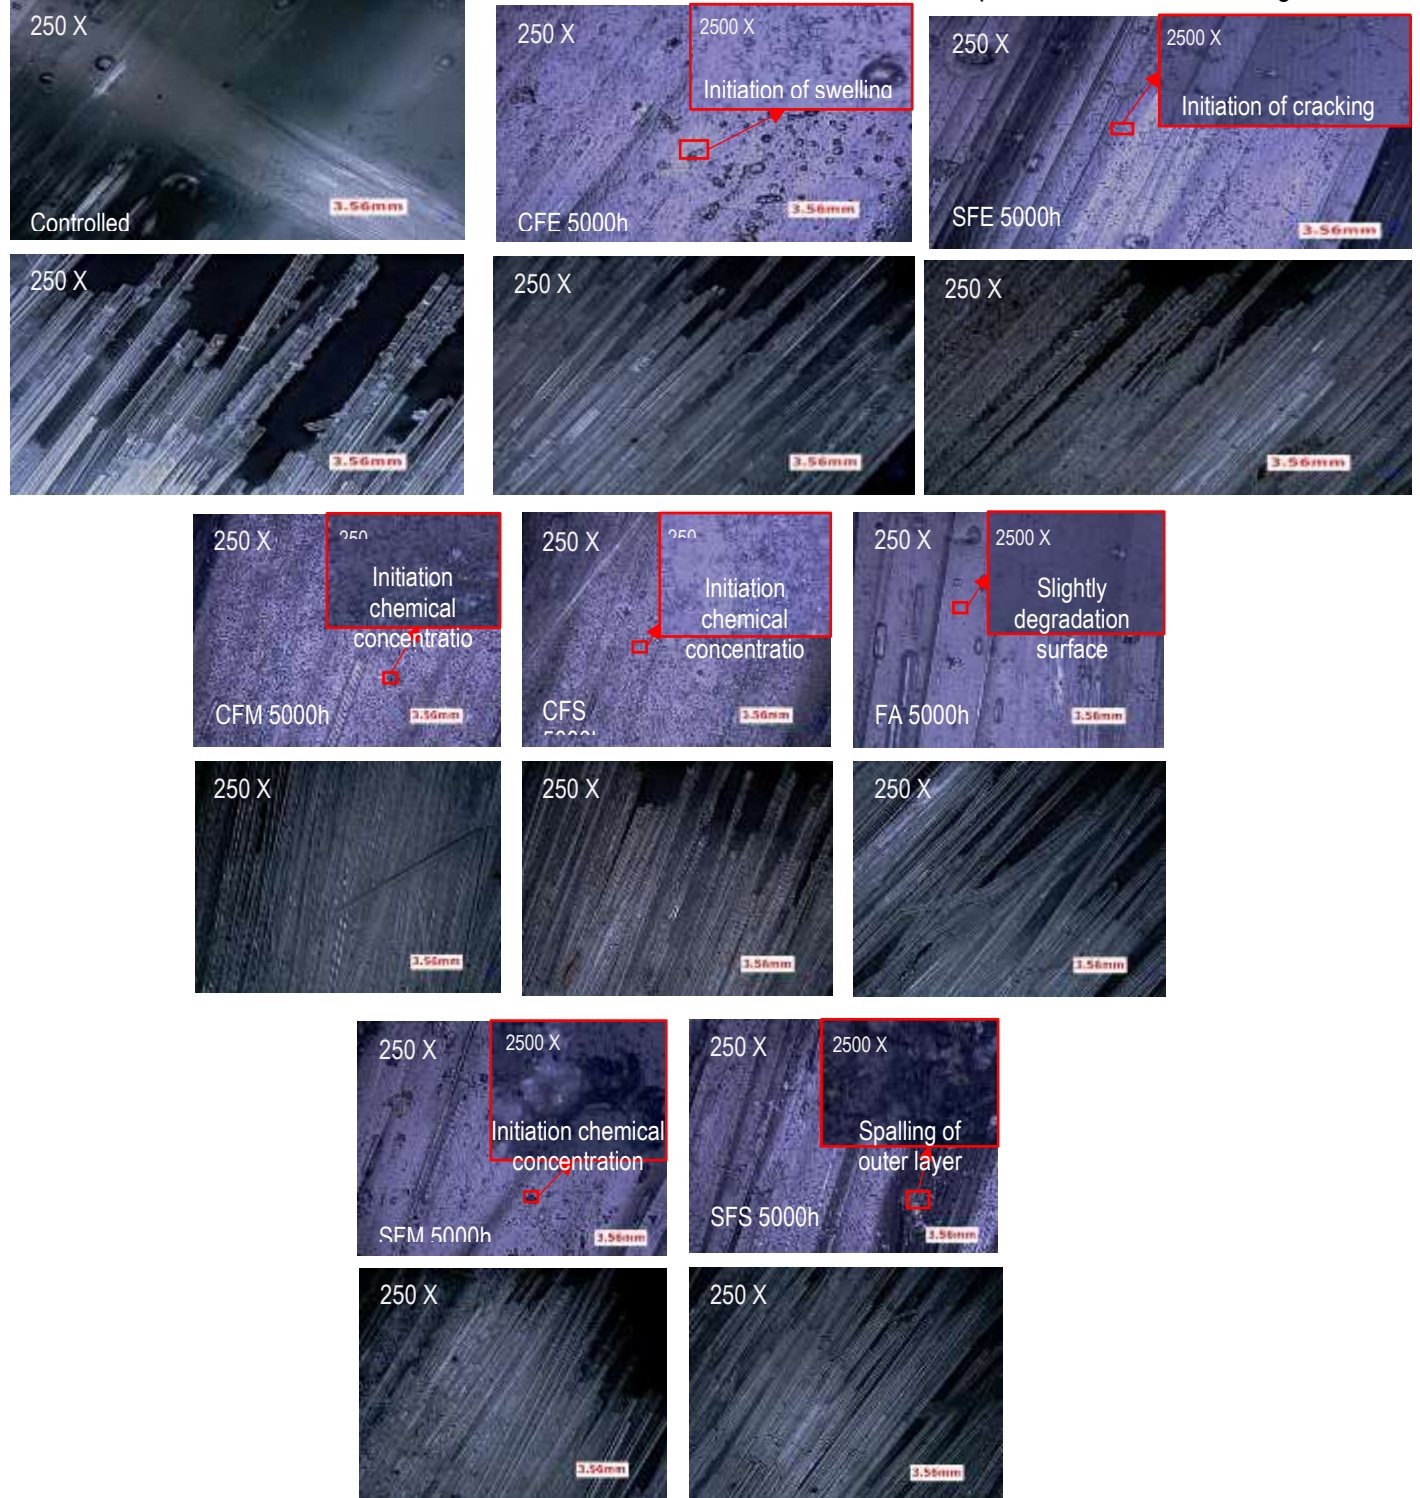 250 X
Controlled
3.56mm
250 X
2500 X
Initiation of swelling
CFE 5000h
3.56mm
250 X
2500 X
Initiation of cracking
SFE 5000h
3.56mm
250 X
3.56mm
250 X
3.56mm
250 X
3.56mm
250 X
250
Initiation
chemical
concentratio
CFM 5000h
3.56mm
250 X
250
Initiation
chemical
concentratio
CFS
5000h
3.56mm
250 X
2500 X
Slightly
degradation
surface
FA 5000h
3.56mm
250 X
3.56mm
250 X
3.56mm
250 X
3.56mm
250 X
2500 X
Initiation chemical
concentration
SFM 5000h
3.56mm
250 X
2500 X
Spalling of
outer layer
SFS 5000h
3.56mm
250 X
3.56mm
250 X
3.56mm